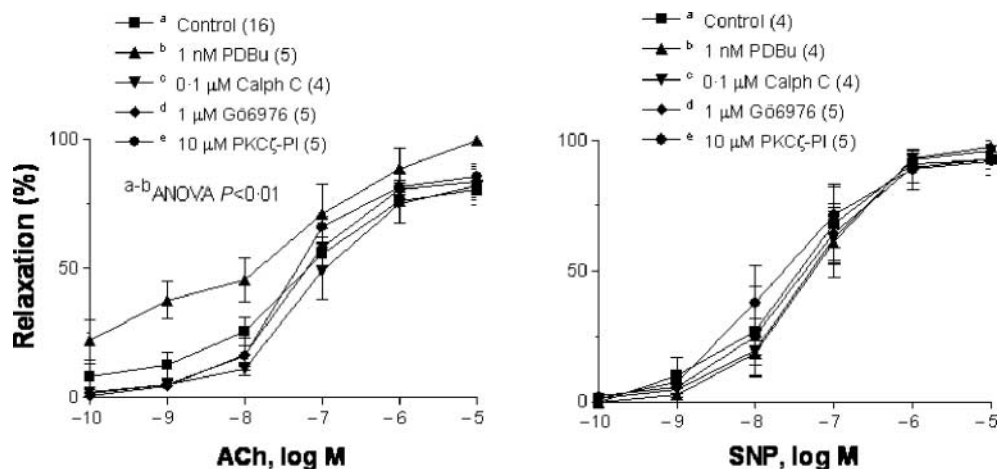 a Control (16)
b 1 nM PDBu (5)
c 0·1 µM Calph C (4)
d 1 µM Gö6976 (5)
e 10 µM PKCζ-PI (5)
a-b ANOVA P<0·01
Relaxation (%)
100
50
0
−10 −9 −8 −7 −6 −5
ACh, log M
a Control (4)
b 1 nM PDBu (4)
c 0·1 µM Calph C (4)
d 1 µM Gö6976 (5)
e 10 µM PKCζ-PI (5)
100
50
0
−10 −9 −8 −7 −6 −5
SNP, log M